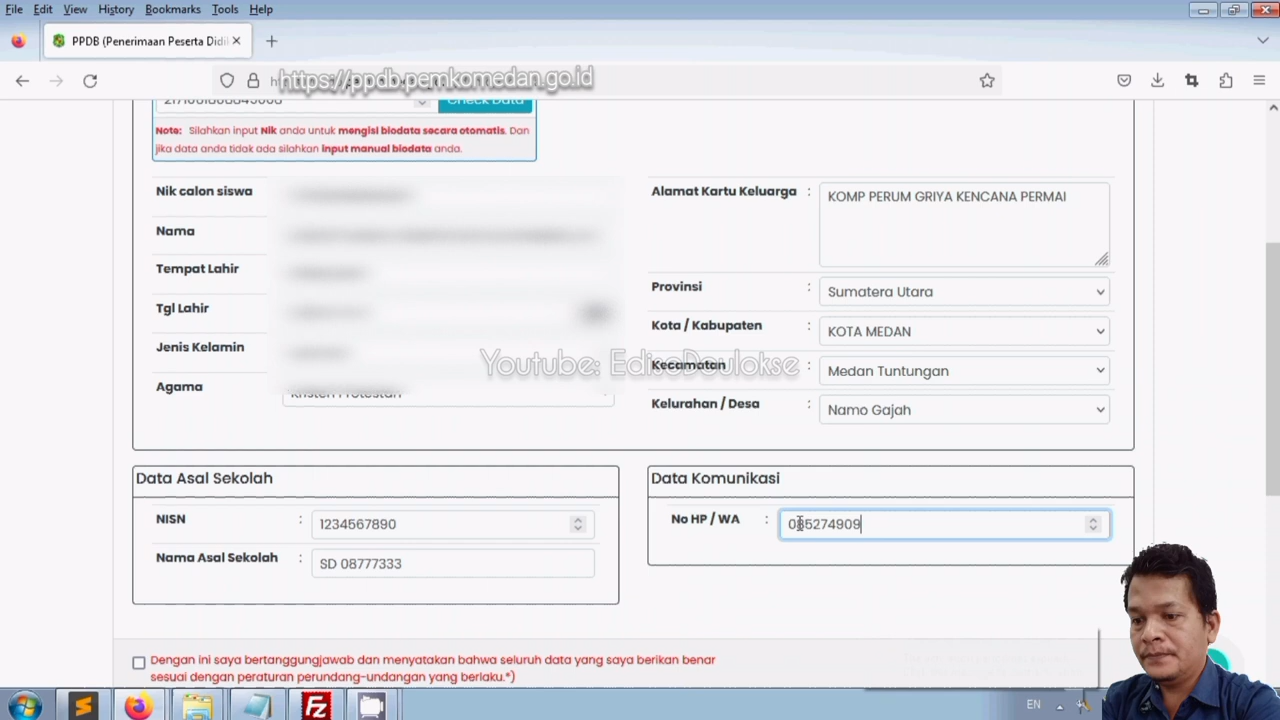 File Edit View History Bookmarks Tools Help
PPDB (Penerimaan Peserta Didi
https://ppdb.pemkomedan.go.id
Check Data
Note: Silahkan input Nik anda untuk mengisi biodata secara otomatis. Dan
jika data anda tidak ada silahkan input manual biodata anda.
Nik calon siswa
Nama
Tempat Lahir
Tgl Lahir
Jenis Kelamin
Agama
Kristen Protestan
Alamat Kartu Keluarga : KOMP PERUM GRIYA KENCANA PERMAI
Provinsi : Sumatera Utara
Kota / Kabupaten : KOTA MEDAN
Youtube: EdisoDoulokse
Kecamatan Medan Tuntungan
Kelurahan / Desa : Namo Gajah
Data Asal Sekolah
NISN : 1234567890
Nama Asal Sekolah : SD 08777333
Data Komunikasi
No HP / WA : 085274909
Dengan ini saya bertanggungjawab dan menyatakan bahwa seluruh data yang saya berikan benar
sesuai dengan peraturan perundang-undangan yang berlaku.*)
EN